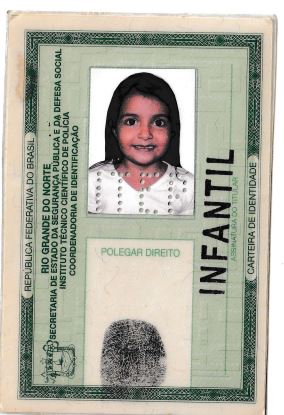 REPÚBLICA FEDERATIVA DO BRASIL
RIO GRANDE DO NORTE
SECRETARIA DE ESTADO DA SEGURANÇA PÚBLICA E DA DEFESA SOCIAL
INSTITUTO TÉCNICO CIENTÍFICO DE POLÍCIA
COORDENADORIA DE IDENTIFICAÇÃO
POLEGAR DIREITO
INFANTIL
ASSINATURA DO TITULAR
CARTEIRA DE IDENTIDADE